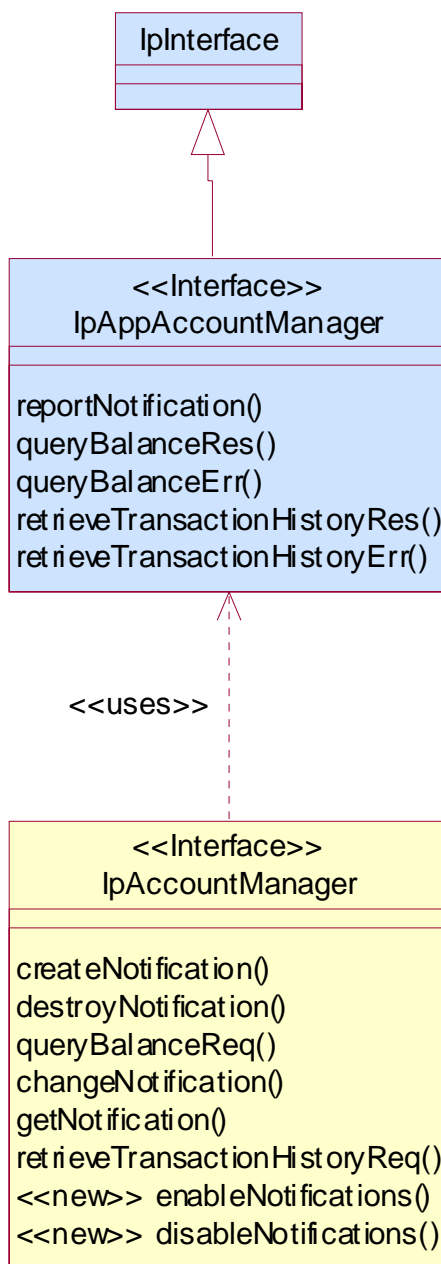 IpInterface
<<Interface>>
IpAppAccountManager
reportNotification()
queryBalanceRes()
queryBalanceErr()
retrieveTransactionHistoryRes()
retrieveTransactionHistoryErr()
<<uses>>
<<Interface>>
IpAccountManager
createNotification()
destroyNotification()
queryBalanceReq()
changeNotification()
getNotification()
retrieveTransactionHistoryReq()
<<new>> enableNotifications()
<<new>> disableNotifications()